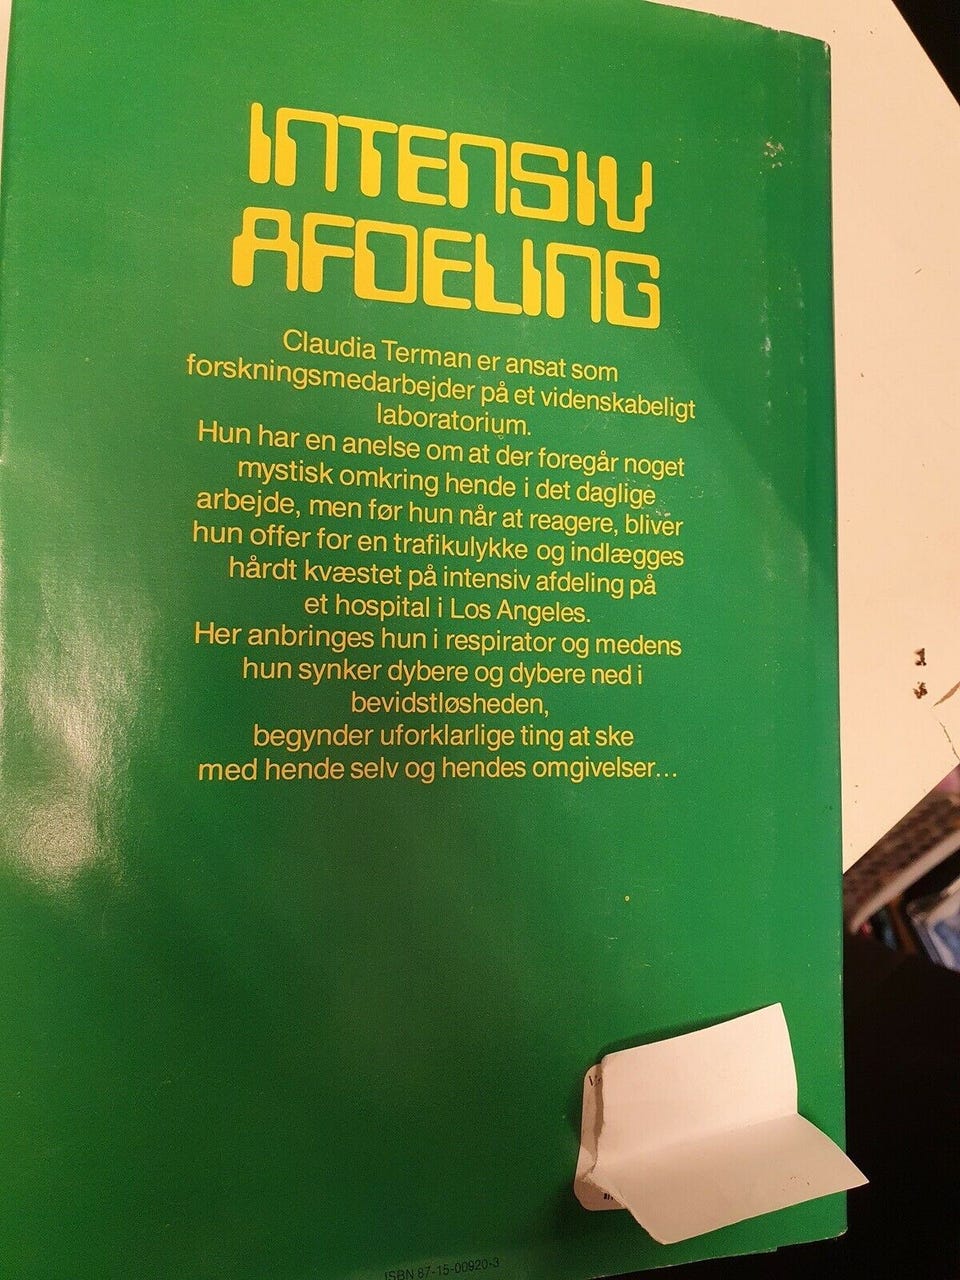 INTENSIV
AFDELING
Claudia Terman er ansat som
forskningsmedarbejder på et videnskabeligt
laboratorium.
Hun har en anelse om at der foregår noget
mystisk omkring hende i det daglige
arbejde, men før hun når at reagere, bliver
hun offer for en trafikulykke og indlægges
hårdt kvæstet på intensiv afdeling på
et hospital i Los Angeles.
Her anbringes hun i respirator og medens
hun synker dybere og dybere ned i
bevidstløsheden,
begynder uforklarlige ting at ske
med hende selv og hendes omgivelser...
ISBN 87-15-00920-3